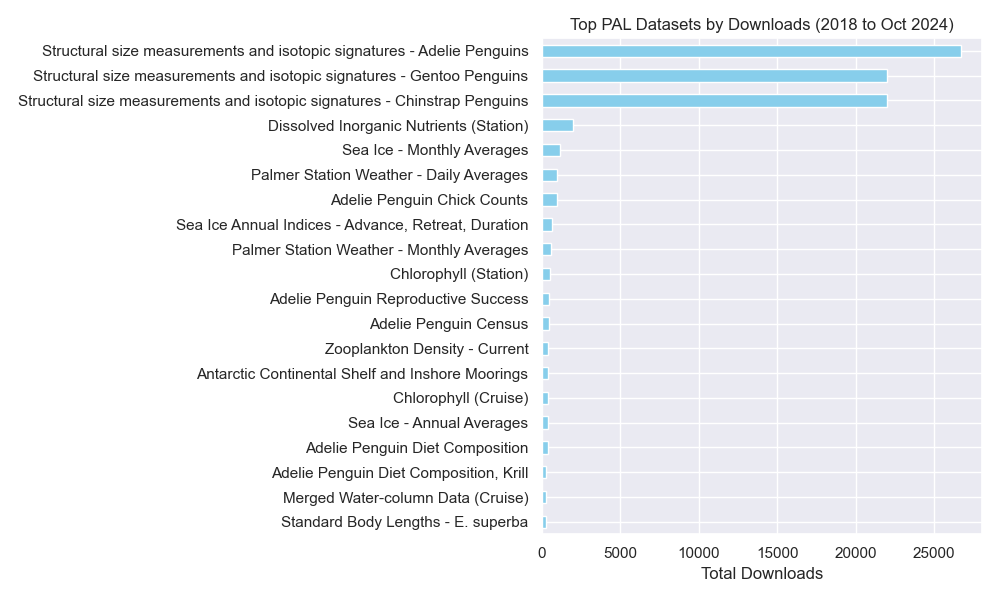 Top PAL Datasets by Downloads (2018 to Oct 2024)
Structural size measurements and isotopic signatures - Adelie Penguins
Structural size measurements and isotopic signatures - Gentoo Penguins
Structural size measurements and isotopic signatures - Chinstrap Penguins
Dissolved Inorganic Nutrients (Station)
Sea Ice - Monthly Averages
Palmer Station Weather - Daily Averages
Adelie Penguin Chick Counts
Sea Ice Annual Indices - Advance, Retreat, Duration
Palmer Station Weather - Monthly Averages
Chlorophyll (Station)
Adelie Penguin Reproductive Success
Adelie Penguin Census
Zooplankton Density - Current
Antarctic Continental Shelf and Inshore Moorings
Chlorophyll (Cruise)
Sea Ice - Annual Averages
Adelie Penguin Diet Composition
Adelie Penguin Diet Composition, Krill
Merged Water-column Data (Cruise)
Standard Body Lengths - E. superba
0 5000 10000 15000 20000 25000
Total Downloads